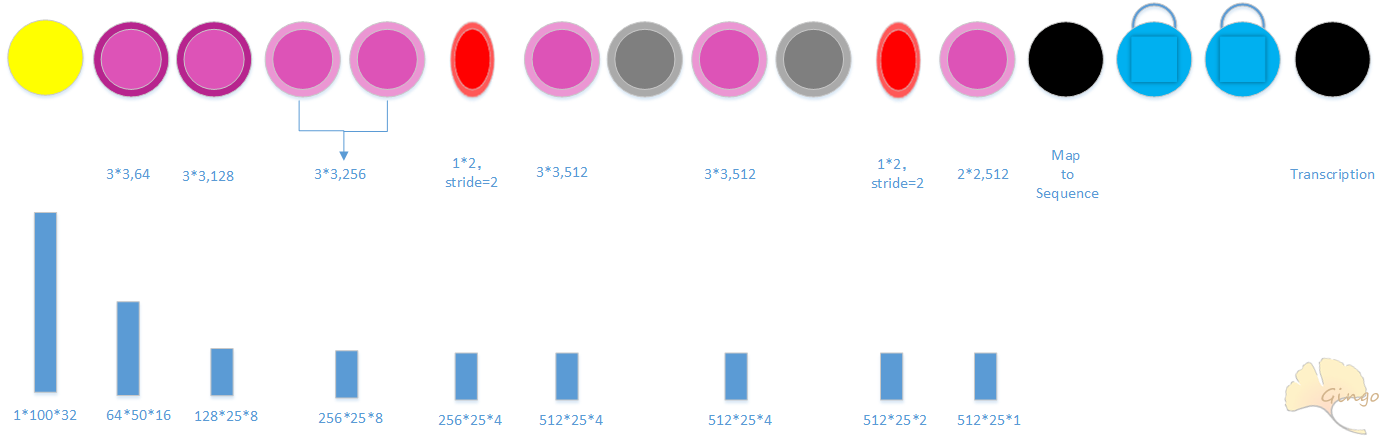 3*3,64
3*3,128
3*3,256
1*2,
stride=2
3*3,512
3*3,512
1*2,
stride=2
2*2,512
Map
to
Sequence
Transcription
1*100*32
64*50*16
128*25*8
256*25*8
256*25*4
512*25*4
512*25*4
512*25*2
512*25*1
Gingo